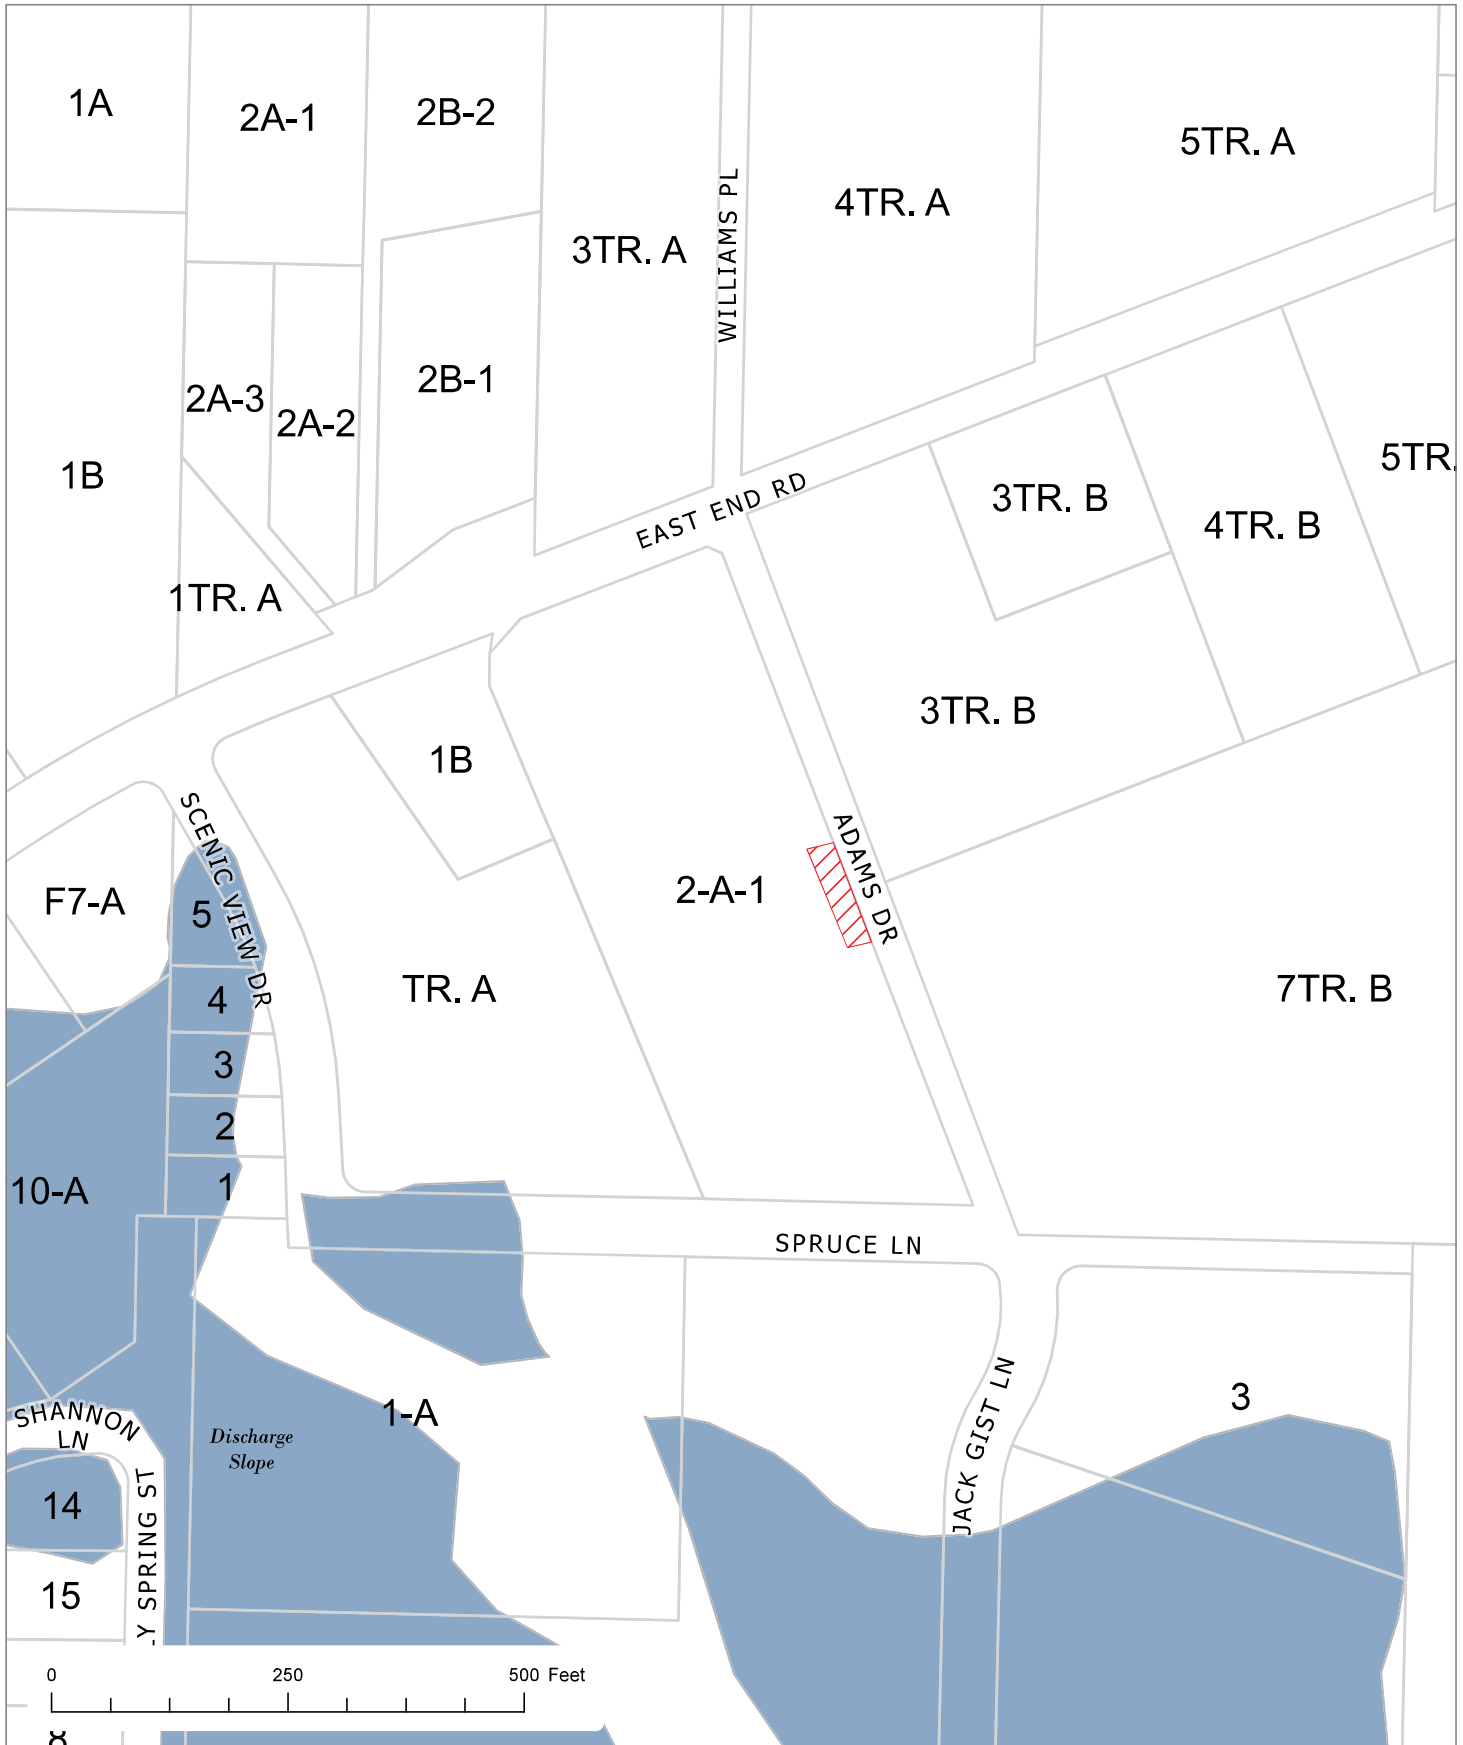 1A
2A-1
2B-2
5TR. A
4TR. A
3TR. A
WILLIAMS PL
2B-1
2A-3
2A-2
1B
5TR.
3TR. B
4TR. B
EAST END RD
1TR. A
3TR. B
1B
SCENIC VIEW DR
ADAMS DR
F7-A
5
2-A-1
TR. A
4
7TR. B
3
2
10-A
1
SPRUCE LN
JACK GIST LN
3
1-A
SHANNON
LN
Discharge
Slope
14
LY SPRING ST
15
0 250 500 Feet
8